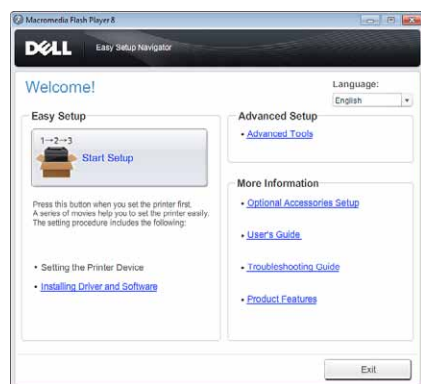 Macromedia Flash Player 8
DELL
Easy Setup Navigator
Welcome!
Language:
English
Easy Setup
1→2→3
Start Setup
Press this button when you set the printer first.
A series of movies help you to set the printer easily.
The setting procedure includes the following:
• Setting the Printer Device
• Installing Driver and Software
Advanced Setup
• Advanced Tools
More Information
• Optional Accessories Setup
• User's Guide
• Troubleshooting Guide
• Product Features
Exit